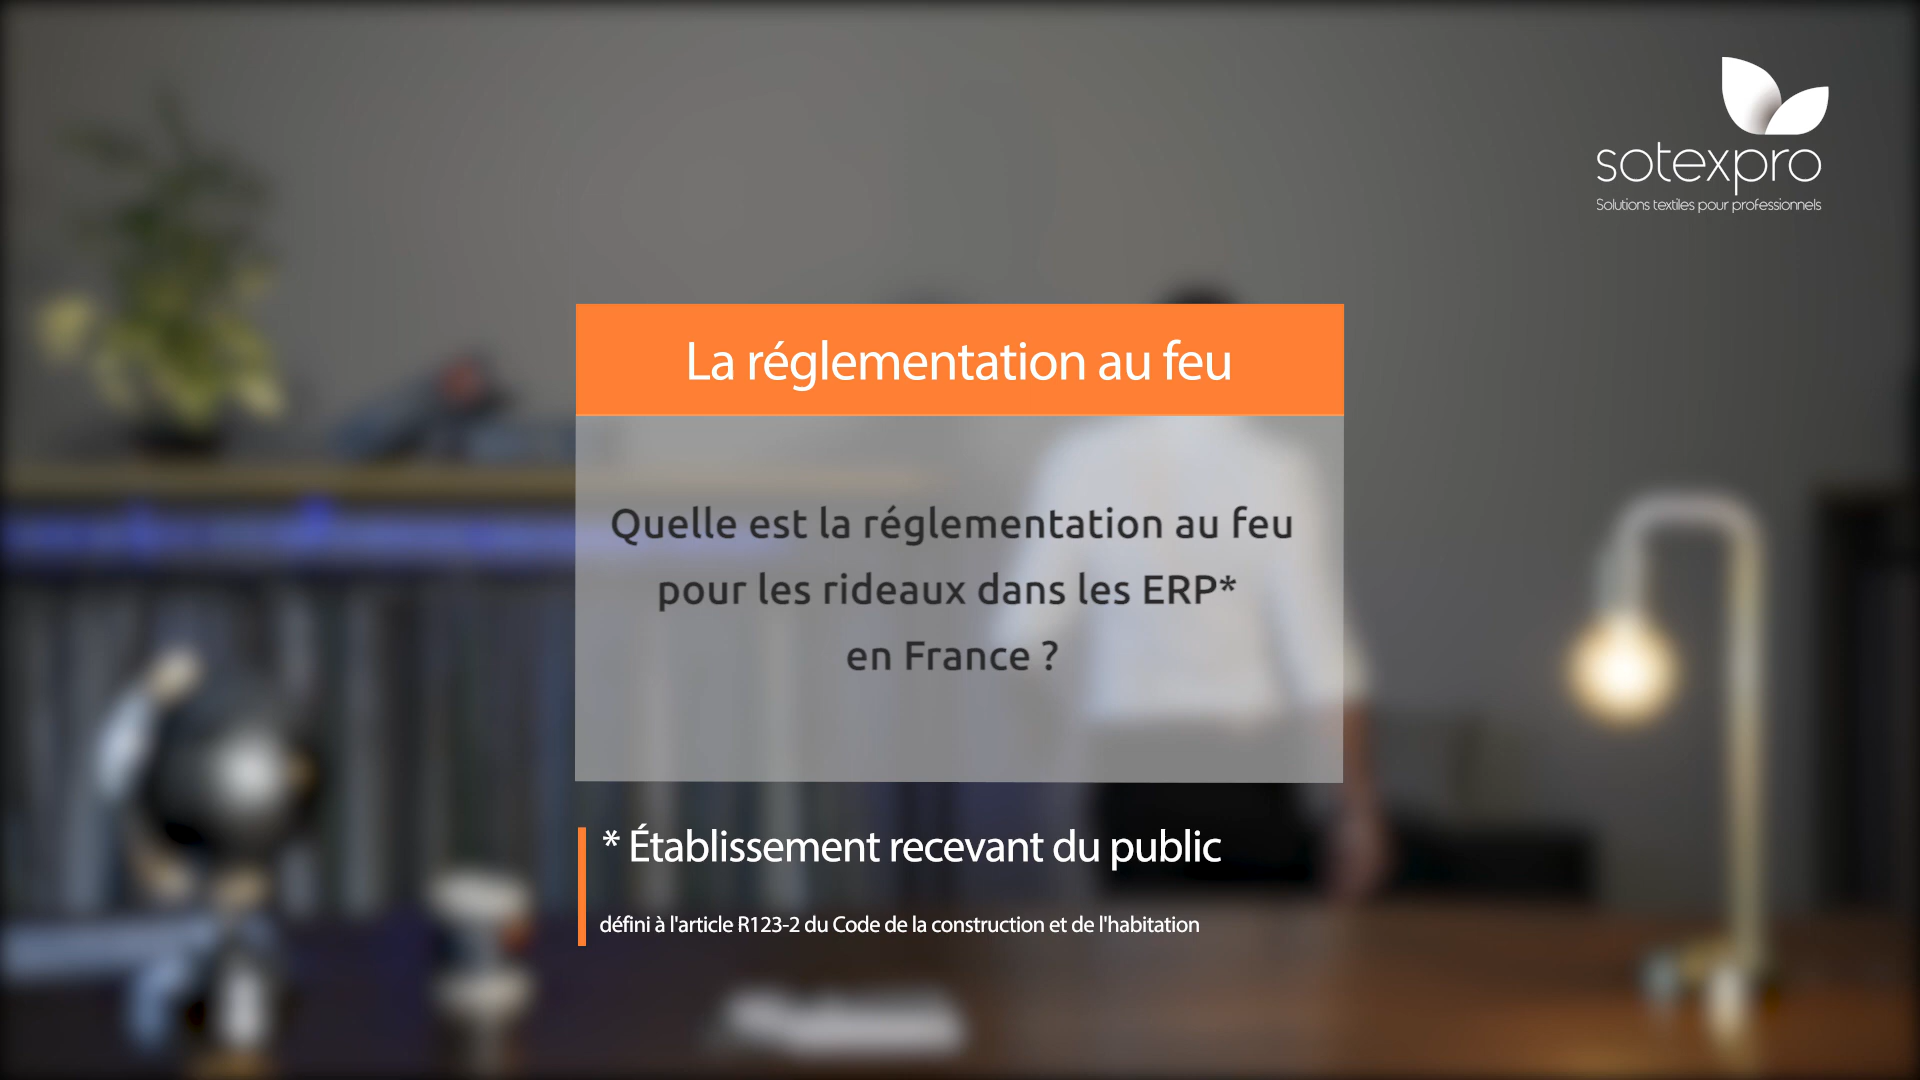 sotexpro
Solutions textiles pour professionnels
La réglementation au feu
Quelle est la réglementation au feu
pour les rideaux dans les ERP*
en France ?
* Établissement recevant du public
défini à l'article R123-2 du Code de la construction et de l'habitation